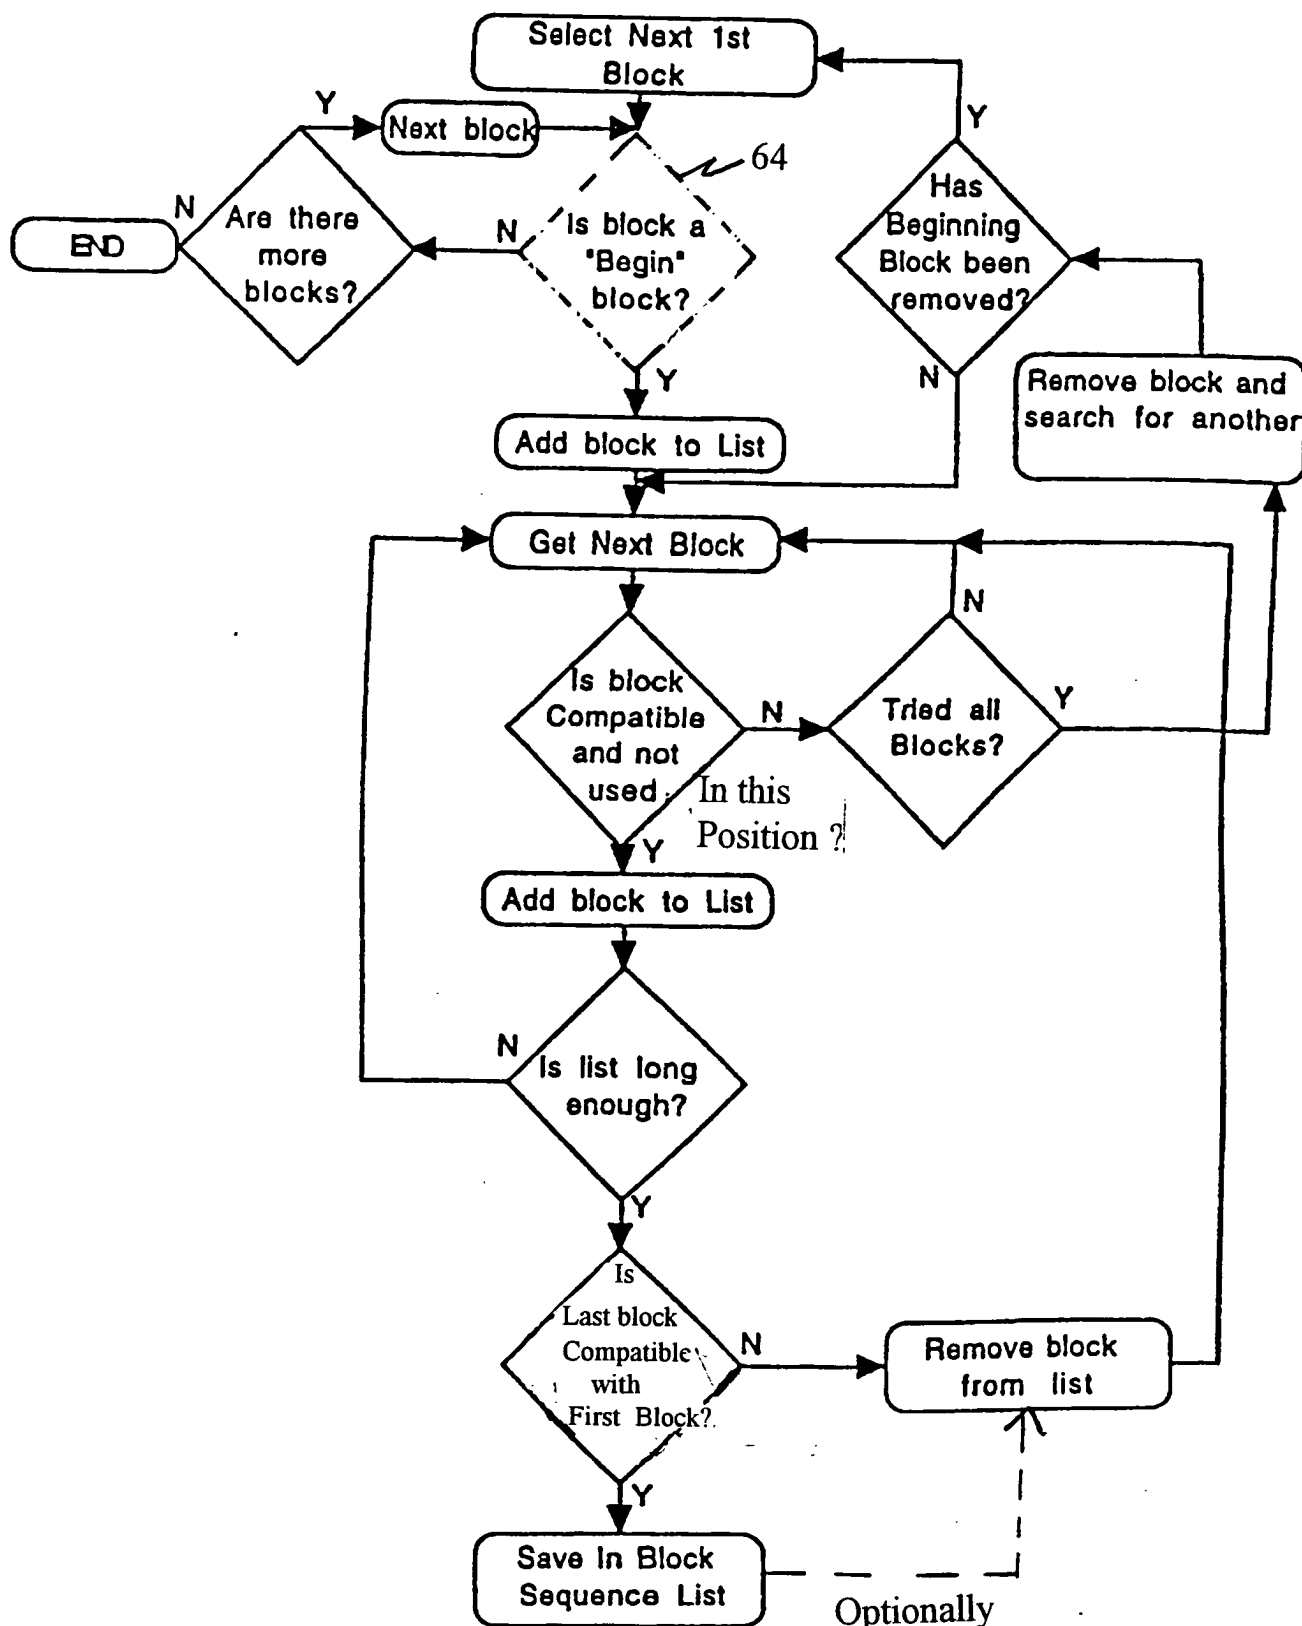 Select Next 1st
Block
Y
Next block
64
Y
N
Are there
more
blocks?
END
N
Is block a
"Begin"
block?
Has
Beginning
Block been
removed?
Y
N
Remove block and
search for another
Add block to List
Get Next Block
N
Is block
Compatible
and not
used
In this
Position ?
N
Tried all
Blocks?
Y
Y
Add block to List
N
Is list long
enough?
Y
Is
Last block
Compatible
with
First Block?
N
Remove block
from list
Y
Save In Block
Sequence List
Optionally